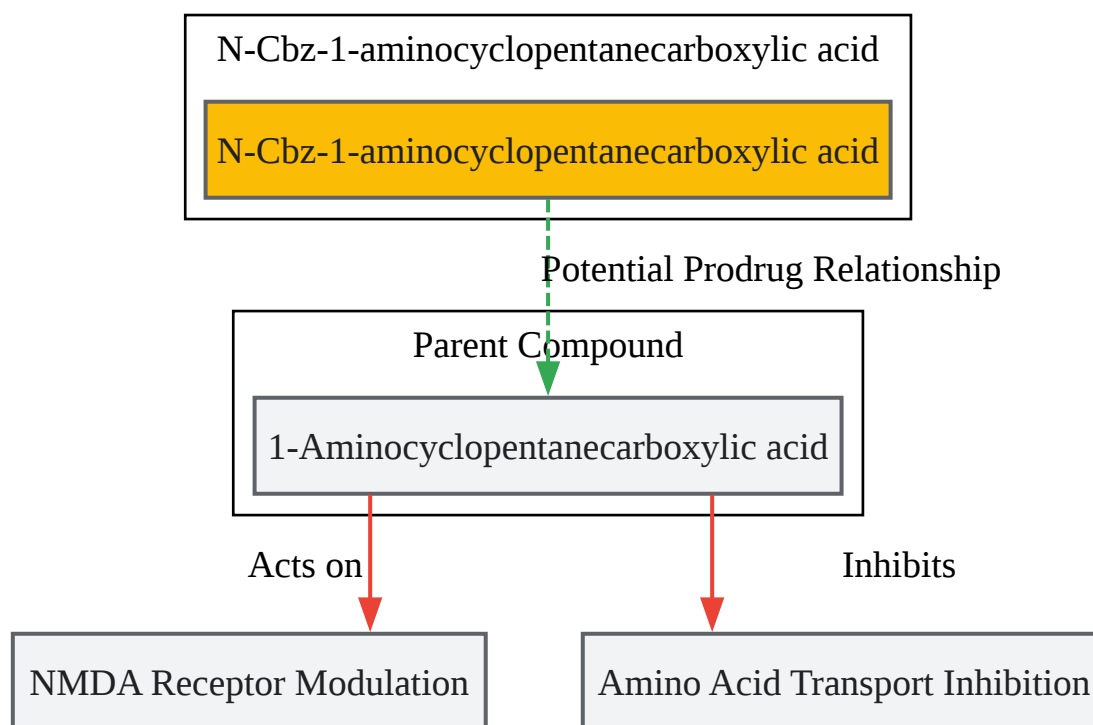 N-Cbz-1-aminocyclopentanecarboxylic acid
N-Cbz-1-aminocyclopentanecarboxylic acid
Potential Prodrug Relationship
Parent Compound
1-Aminocyclopentanecarboxylic acid
Acts on
Inhibits
NMDA Receptor Modulation
Amino Acid Transport Inhibition